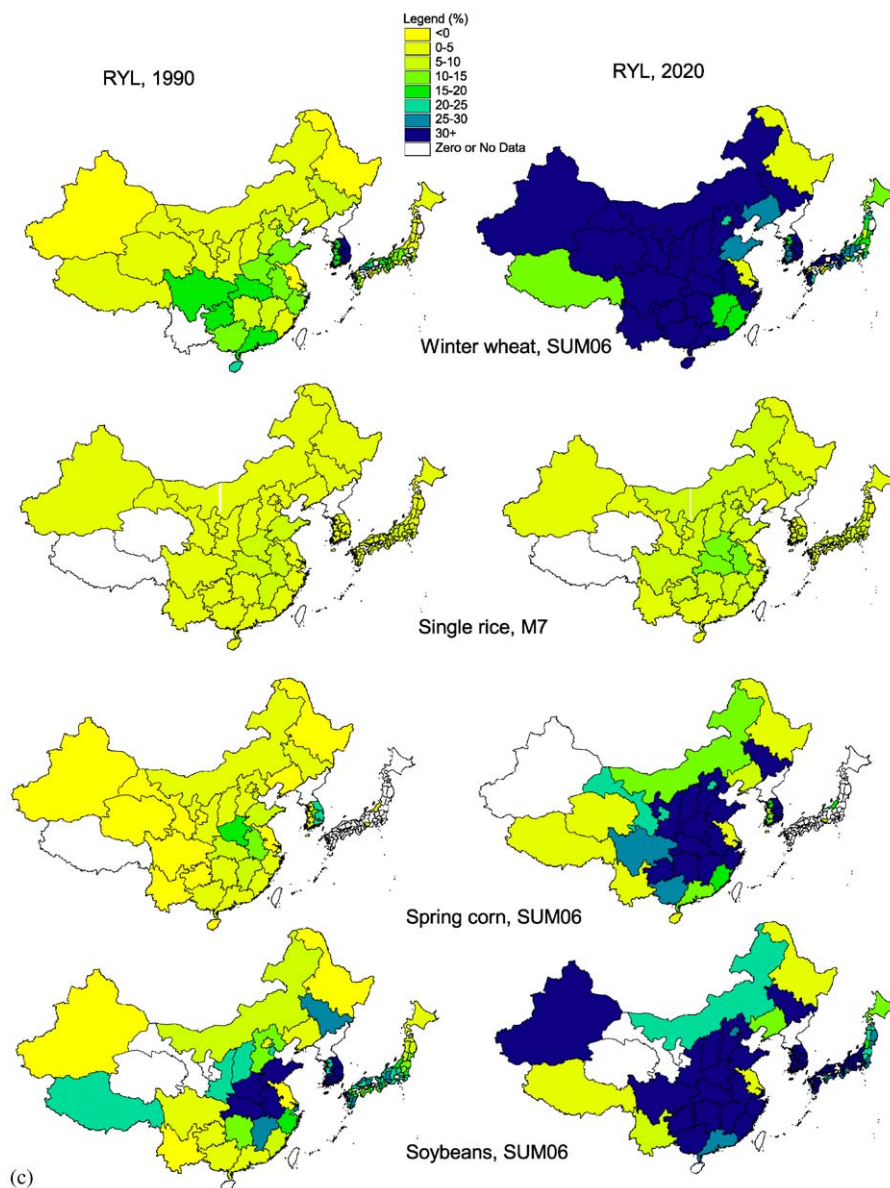 Legend (%)
<0
0-5
5-10
10-15
15-20
20-25
25-30
30+
Zero or No Data
RYL, 1990
RYL, 2020
Winter wheat, SUM06
Single rice, M7
Spring corn, SUM06
Soybeans, SUM06
(c)